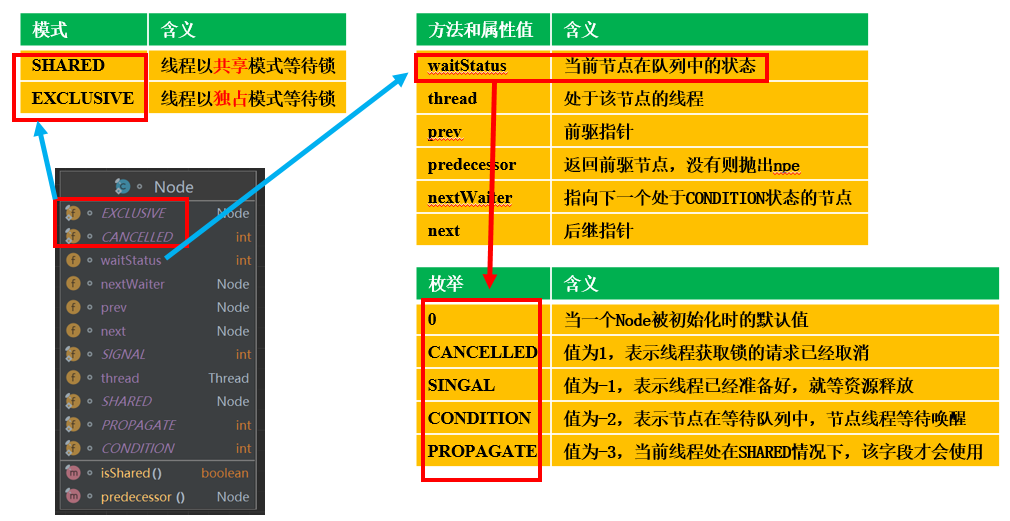 模式 含义
SHARED 线程以共享模式等待锁
EXCLUSIVE 线程以独占模式等待锁
方法和属性值 含义
waitStatus 当前节点在队列中的状态
thread 处于该节点的线程
prev 前驱指针
predecessor 返回前驱节点，没有则抛出npe
nextWaiter 指向下一个处于CONDITION状态的节点
next 后继指针
Node
EXCLUSIVE Node
CANCELLED int
waitStatus int
nextWaiter Node
prev Node
next Node
SIGNAL int
thread Thread
SHARED Node
PROPAGATE int
CONDITION int
isShared() boolean
predecessor () Node
枚举 含义
0 当一个Node被初始化时的默认值
CANCELLED 值为1，表示线程获取锁的请求已经取消
SINGAL 值为-1，表示线程已经准备好，就等资源释放
CONDITION 值为-2，表示节点在等待队列中，节点线程等待唤醒
PROPAGATE 值为-3，当前线程处在SHARED情况下，该字段才会使用